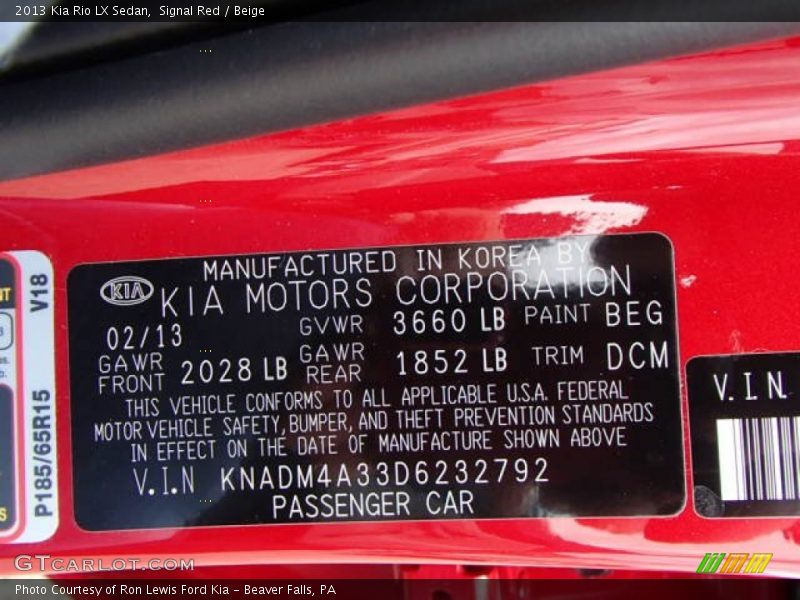 2013 Kia Rio LX Sedan, Signal Red / Beige
MANUFACTURED IN KOREA BY
KIA KIA MOTORS CORPORATION
02/13 GVWR 3660 LB PAINT BEG
GAWR FRONT 2028 LB GAWR REAR 1852 LB TRIM DCM
THIS VEHICLE CONFORMS TO ALL APPLICABLE U.S.A. FEDERAL
MOTOR VEHICLE SAFETY, BUMPER, AND THEFT PREVENTION STANDARDS
IN EFFECT ON THE DATE OF MANUFACTURE SHOWN ABOVE
V.I.N KNADM4A33D6232792
PASSENGER CAR
V.I.N.
P185/65R15 V18
GTCarLot.com
Photo Courtesy of Ron Lewis Ford Kia - Beaver Falls, PA